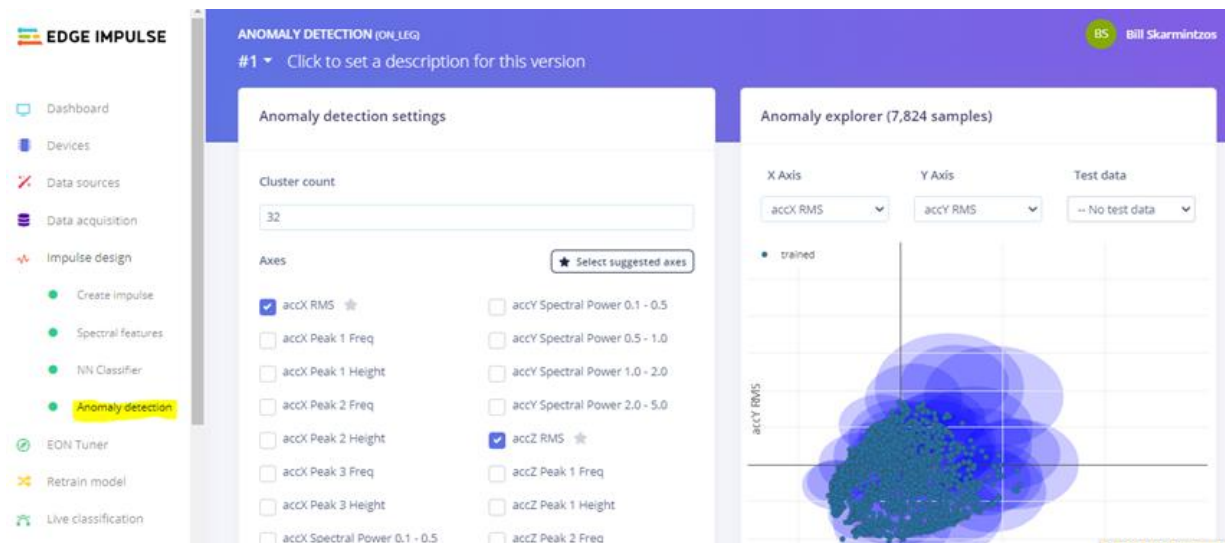 EDGE IMPULSE
Dashboard
Devices
Data sources
Data acquisition
Impulse design
Create impulse
Spectral features
NN Classifier
Anomaly detection
EON Tuner
Retrain model
Live classification
ANOMALY DETECTION (ON_LEG)
#1 Click to set a description for this version
BS Bill Skarmintzos
Anomaly detection settings
Cluster count
32
Axes
Select suggested axes
accX RMS
accX Peak 1 Freq
accX Peak 1 Height
accX Peak 2 Freq
accX Peak 2 Height
accX Peak 3 Freq
accX Peak 3 Height
accX Spectral Power 0.1 - 0.5
accY Spectral Power 0.1 - 0.5
accY Spectral Power 0.5 - 1.0
accY Spectral Power 1.0 - 2.0
accY Spectral Power 2.0 - 5.0
accZ RMS
accZ Peak 1 Freq
accZ Peak 1 Height
accZ Peak 2 Freq
Anomaly explorer (7,824 samples)
X Axis Y Axis Test data
accX RMS accY RMS -- No test data
trained
accY RMS